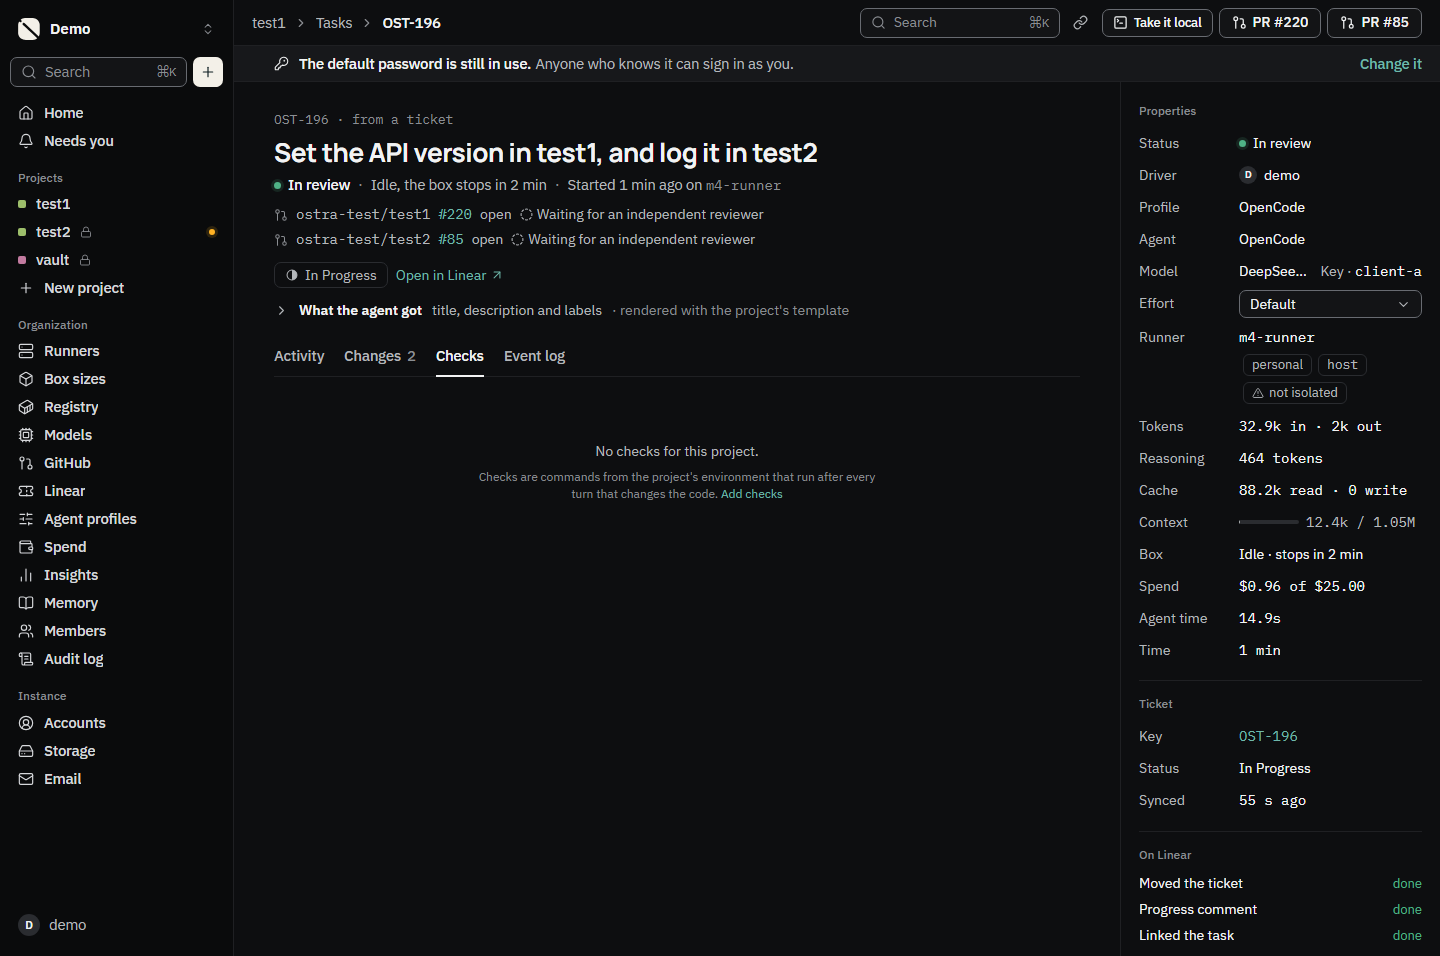 Demo
Search ⌘K
Home
Needs you
Projects
test1
test2
vault
New project
Organization
Runners
Box sizes
Registry
Models
GitHub
Linear
Agent profiles
Spend
Insights
Memory
Members
Audit log
Instance
Accounts
Storage
Email
D demo
test1 > Tasks > OST-196
Search ⌘K
Take it local
PR #220
PR #85
The default password is still in use. Anyone who knows it can sign in as you.
Change it
OST-196 · from a ticket
Set the API version in test1, and log it in test2
In review · Idle, the box stops in 2 min · Started 1 min ago on m4-runner
ostra-test/test1 #220 open Waiting for an independent reviewer
ostra-test/test2 #85 open Waiting for an independent reviewer
In Progress Open in Linear ↗
What the agent got title, description and labels · rendered with the project's template
Activity Changes 2 Checks Event log
No checks for this project.
Checks are commands from the project's environment that run after every
turn that changes the code. Add checks
Properties
Status In review
Driver D demo
Profile OpenCode
Agent OpenCode
Model DeepSee... Key · client-a
Effort Default
Runner m4-runner
personal host
not isolated
Tokens 32.9k in · 2k out
Reasoning 464 tokens
Cache 88.2k read · 0 write
Context 12.4k / 1.05M
Box Idle · stops in 2 min
Spend $0.96 of $25.00
Agent time 14.9s
Time 1 min
Ticket
Key OST-196
Status In Progress
Synced 55 s ago
On Linear
Moved the ticket done
Progress comment done
Linked the task done